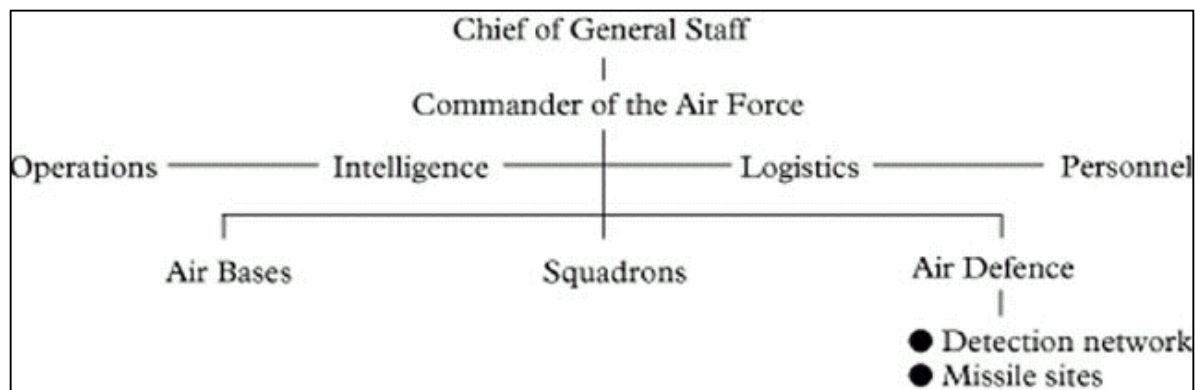 Chief of General Staff
Commander of the Air Force
Operations Intelligence Logistics Personnel
Air Bases Squadrons Air Defence
● Detection network
● Missile sites